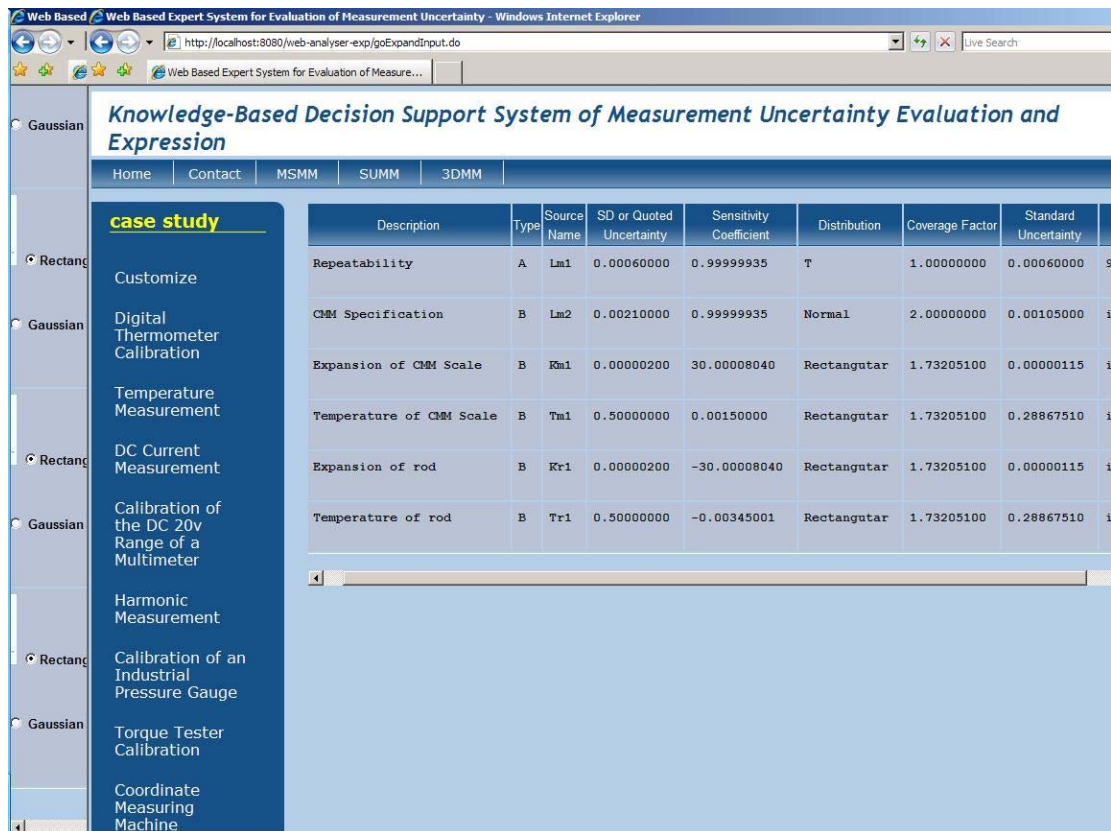 Web Based
Web Based Expert System for Evaluation of Measurement Uncertainty - Windows Internet Explorer
http://localhost:8080/web-analyser-exp/goExpandInput.do
Live Search
Web Based Expert System for Evaluation of Measure...
Gaussian
Rectang
Gaussian
Rectang
Gaussian
Rectang
Gaussian
Knowledge-Based Decision Support System of Measurement Uncertainty Evaluation and
Expression
Home Contact MSMM SUMM 3DMM
case study
Customize
Digital
Thermometer
Calibration
Temperature
Measurement
DC Current
Measurement
Calibration of
the DC 20v
Range of a
Multimeter
Harmonic
Measurement
Calibration of an
Industrial
Pressure Gauge
Torque Tester
Calibration
Coordinate
Measuring
Machine
Description Type Source Name SD or Quoted Uncertainty Sensitivity Coefficient Distribution Coverage Factor Standard Uncertainty
Repeatability A Lm1 0.00060000 0.99999935 T 1.00000000 0.00060000 9
CMM Specification B Lm2 0.00210000 0.99999935 Normal 2.00000000 0.00105000 i
Expansion of CMM Scale B Km1 0.00000200 30.00008040 Rectangutar 1.73205100 0.00000115 i
Temperature of CMM Scale B Tm1 0.50000000 0.00150000 Rectangutar 1.73205100 0.28867510 i
Expansion of rod B Kr1 0.00000200 -30.00008040 Rectangutar 1.73205100 0.00000115 i
Temperature of rod B Tr1 0.50000000 -0.00345001 Rectangutar 1.73205100 0.28867510 i